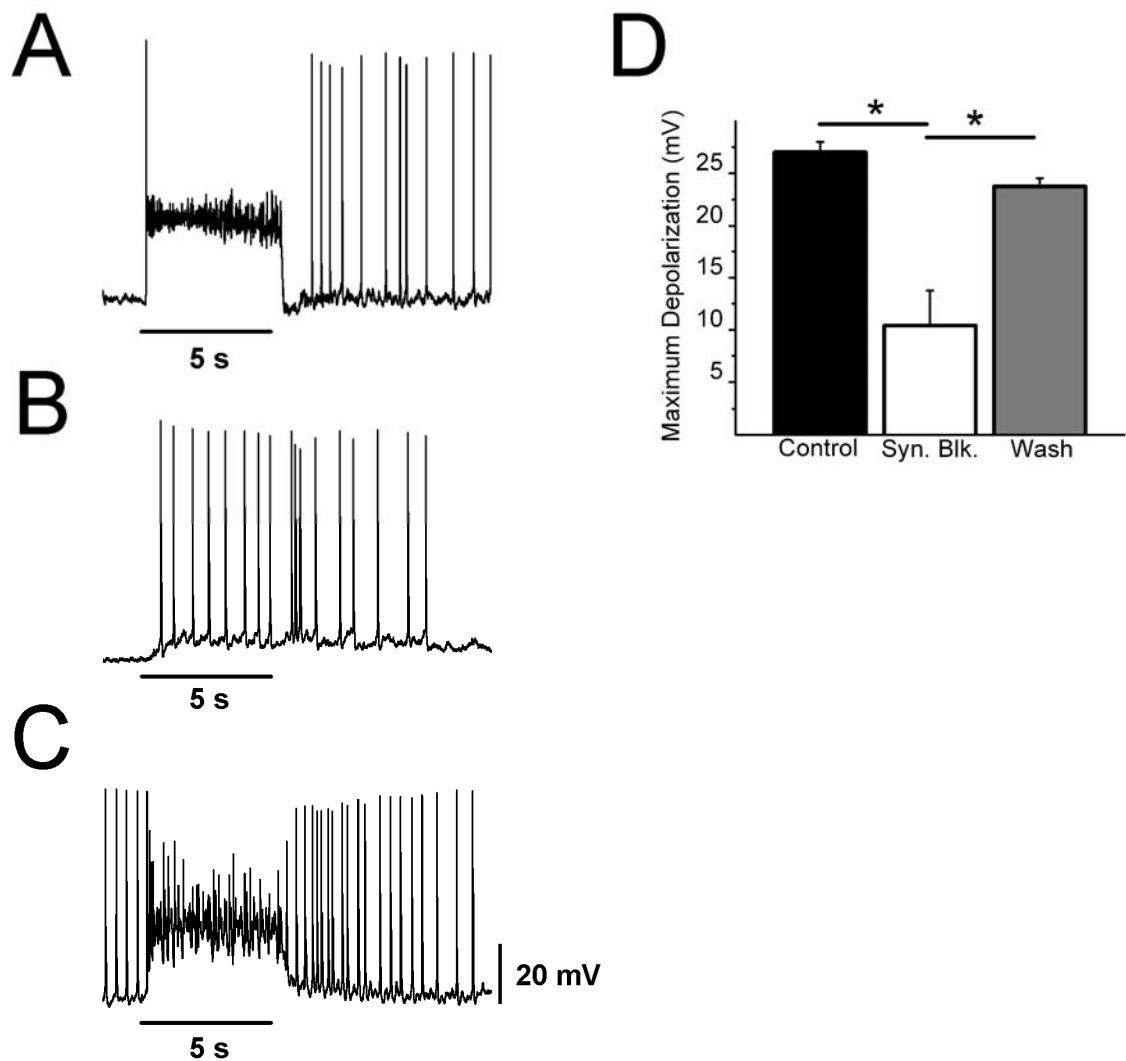 A
5 s
B
5 s
C
20 mV
5 s
D
* *
Maximum Depolarization (mV)
25
20
15
10
5
Control Syn. Blk. Wash